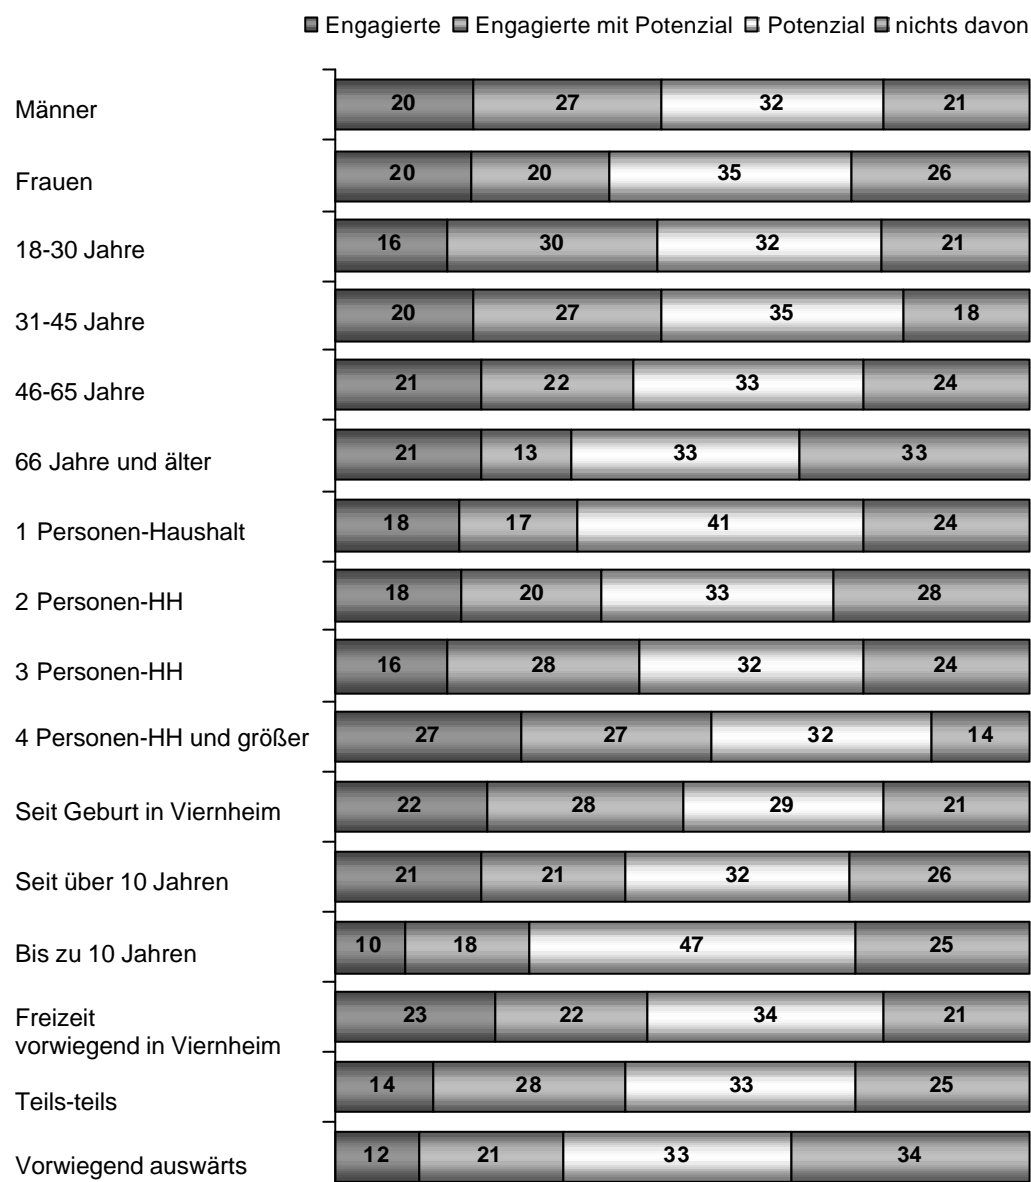 Engagierte Engagierte mit Potenzial Potenzial nichts davon
Männer 20 27 32 21
Frauen 20 20 35 26
18-30 Jahre 16 30 32 21
31-45 Jahre 20 27 35 18
46-65 Jahre 21 22 33 24
66 Jahre und älter 21 13 33 33
1 Personen-Haushalt 18 17 41 24
2 Personen-HH 18 20 33 28
3 Personen-HH 16 28 32 24
4 Personen-HH und größer 27 27 32 14
Seit Geburt in Viernheim 22 28 29 21
Seit über 10 Jahren 21 21 32 26
Bis zu 10 Jahren 10 18 47 25
Freizeit
vorwiegend in Viernheim 23 22 34 21
Teils-teils 14 28 33 25
Vorwiegend auswärts 12 21 33 34